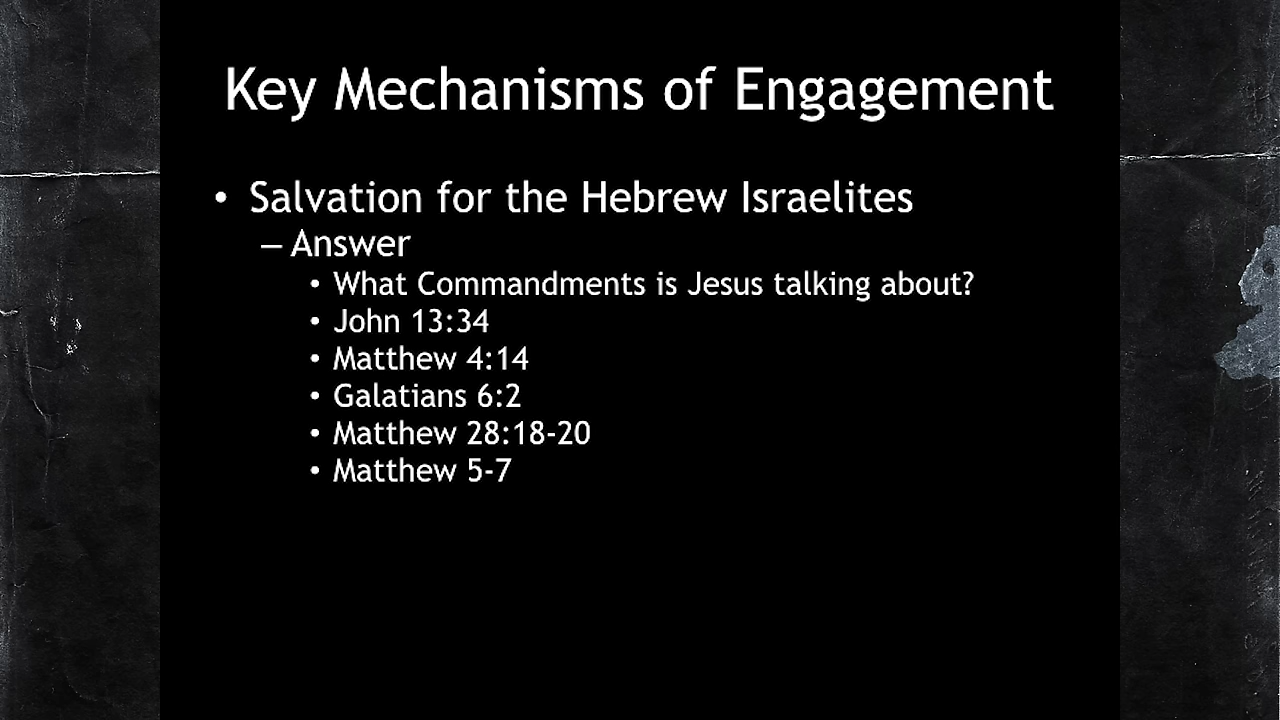 Key Mechanisms of Engagement
• Salvation for the Hebrew Israelites
– Answer
• What Commandments is Jesus talking about?
• John 13:34
• Matthew 4:14
• Galatians 6:2
• Matthew 28:18-20
• Matthew 5-7